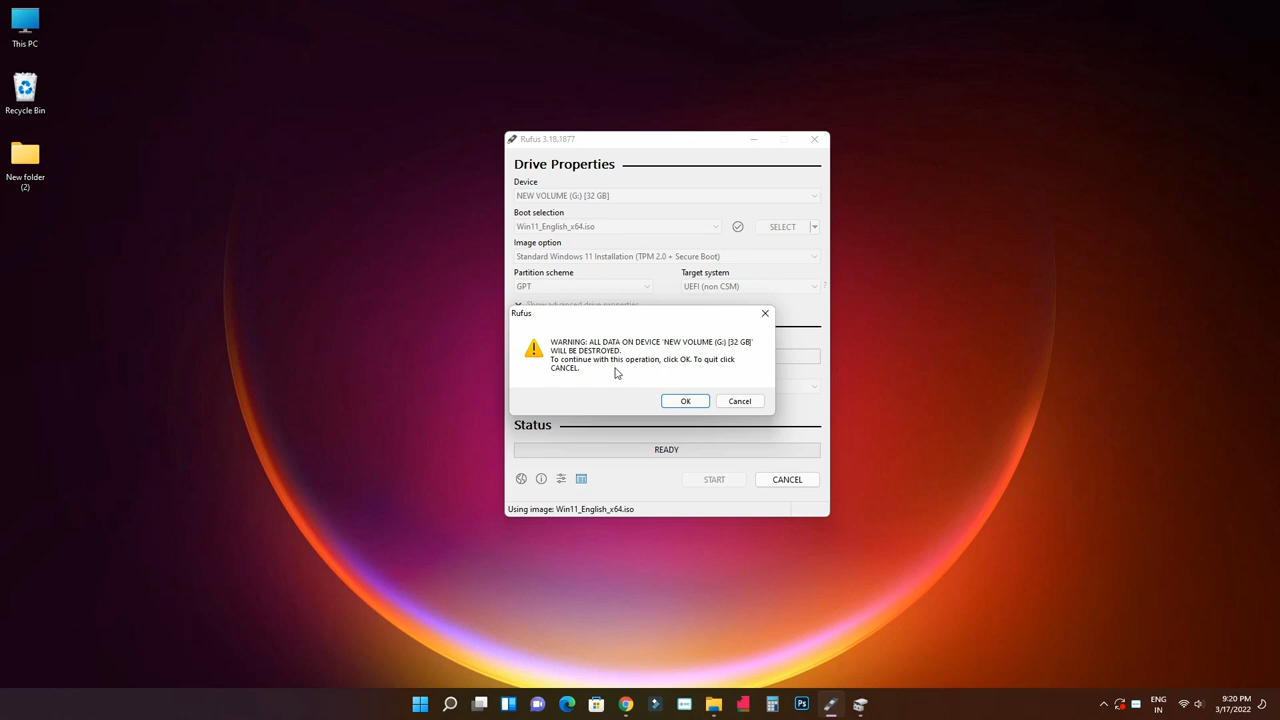 This PC
Recycle Bin
New folder
(2)
Rufus 3.18.1877
Drive Properties
Device
NEW VOLUME (G:) [32 GB]
Boot selection
Win11_English_x64.iso
SELECT
Image option
Standard Windows 11 Installation (TPM 2.0 + Secure Boot)
Partition scheme
Target system
GPT
UEFI (non CSM)
?
Show advanced drive properties
Rufus
WARNING: ALL DATA ON DEVICE 'NEW VOLUME (G:) [32 GB]'
WILL BE DESTROYED.
To continue with this operation, click OK. To quit click
CANCEL.
OK
Cancel
Status
READY
START
CANCEL
Using image: Win11_English_x64.iso
ENG
IN
9:20 PM
3/17/2022